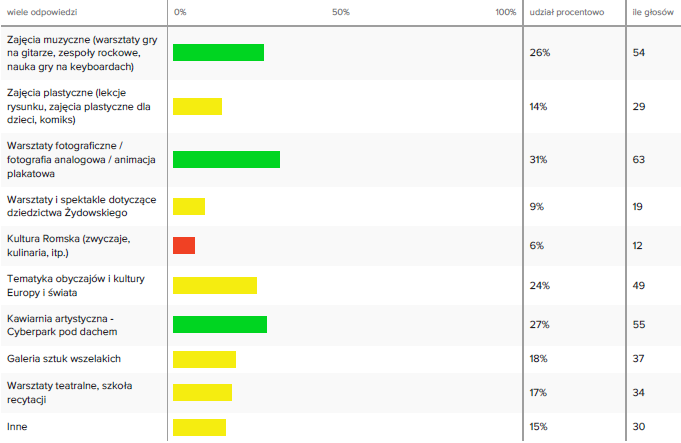 wiele odpowiedzi 0% 50% 100% udział procentowo ile głosów
Zajęcia muzyczne (warsztaty gry
na gitarze, zespoły rockowe,
nauka gry na keyboardach)
26% 54
Zajęcia plastyczne (lekcje
rysunku, zajęcia plastyczne dla
dzieci, komiks)
14% 29
Warsztaty fotograficzne /
fotografia analogowa / animacja
plakatowa
31% 63
Warsztaty i spektakle dotyczące
dziedzictwa Żydowskiego
9% 19
Kultura Romska (zwyczaje,
kulinaria, itp.)
6% 12
Tematyka obyczajów i kultury
Europy i świata
24% 49
Kawiarnia artystyczna -
Cyberpark pod dachem
27% 55
Galeria sztuk wszelakich 18% 37
Warsztaty teatralne, szkoła
recytacji
17% 34
Inne 15% 30